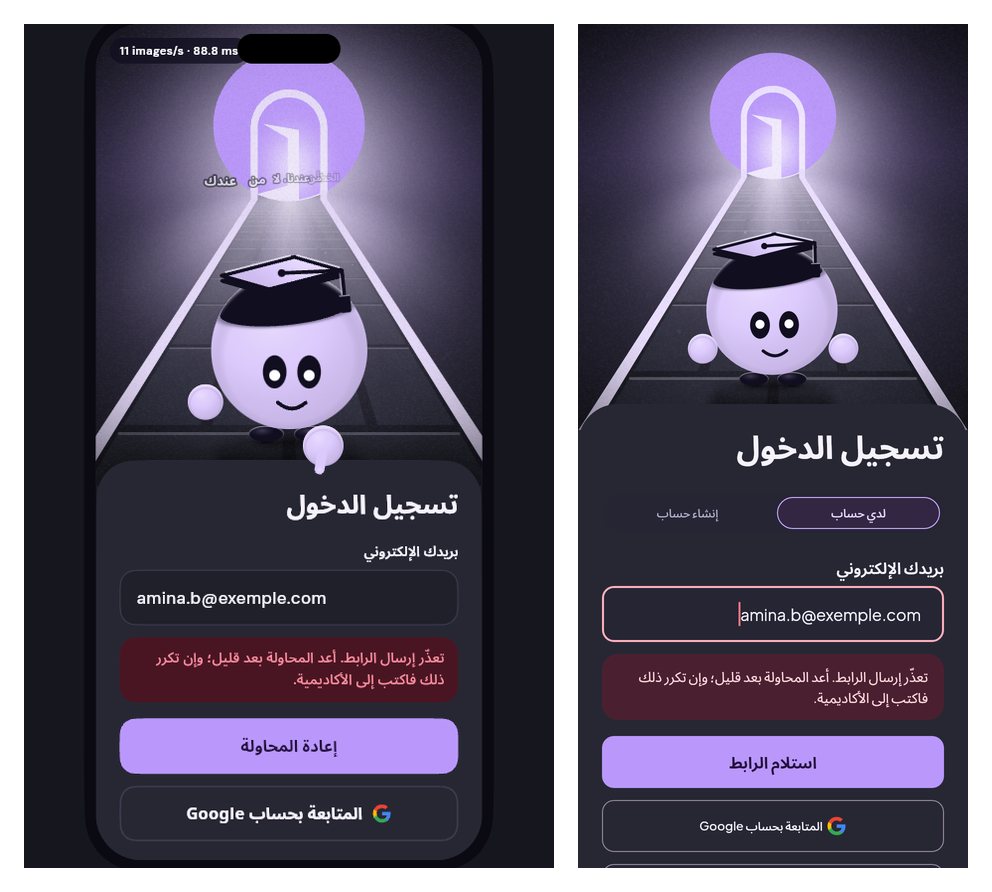 11 images/s · 88.8 ms
عندنا، لا من عندك
تسجيل الدخول
بريدك الإلكتروني
amina.b@exemple.com
تعذّر إرسال الرابط. أعد المحاولة بعد قليل؛ وإن تكرر
ذلك فاكتب إلى الأكاديمية.
إعادة المحاولة
المتابعة بحساب Google
تسجيل الدخول
لدي حساب
إنشاء حساب
بريدك الإلكتروني
amina.b@exemple.com
تعذّر إرسال الرابط. أعد المحاولة بعد قليل؛ وإن تكرر ذلك
فاكتب إلى الأكاديمية.
استلام الرابط
المتابعة بحساب Google